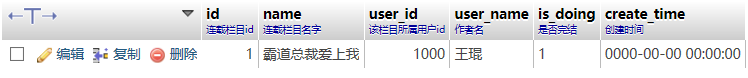 id name user_id user_name is_doing create_time
连载栏目id 连载栏目名字 该栏目所属用户id 作者名 是否完结 创建时间
编辑 复制 删除 1 霸道总裁爱上我 1000 王琨 1 0000-00-00 00:00:00